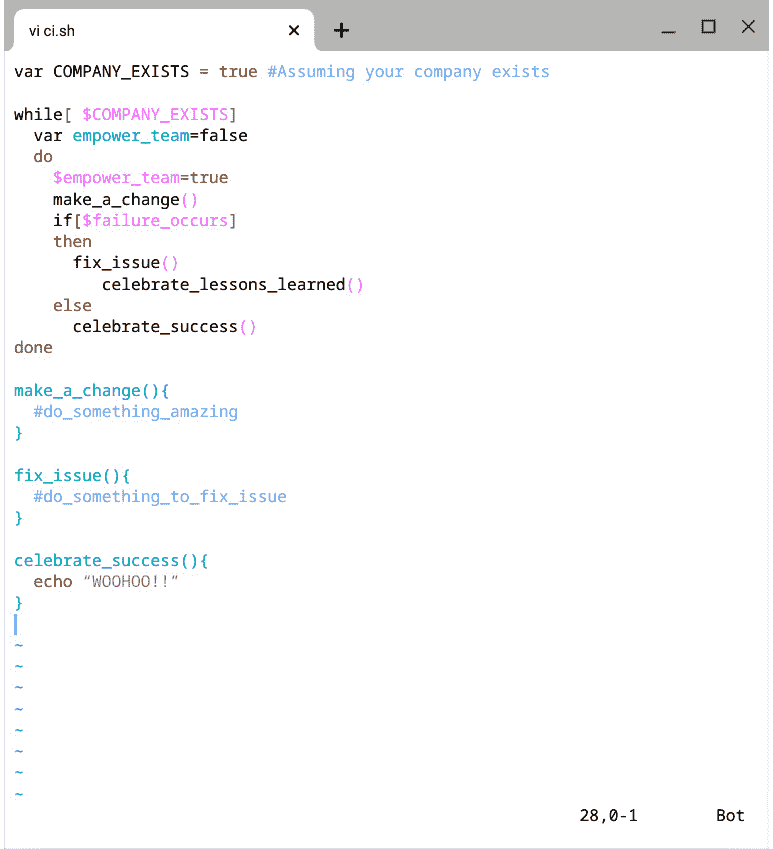 vi ci.sh
var COMPANY_EXISTS = true #Assuming your company exists
while[ $COMPANY_EXISTS]
var empower_team=false
do
$empower_team=true
make_a_change()
if[$failure_occurs]
then
fix_issue()
celebrate_lessons_learned()
else
celebrate_success()
done
make_a_change(){
#do_something_amazing
}
fix_issue(){
#do_something_to_fix_issue
}
celebrate_success(){
echo “WOOHOO!!”
}
~
~
~
~
~
~
~
~
28,0-1 Bot